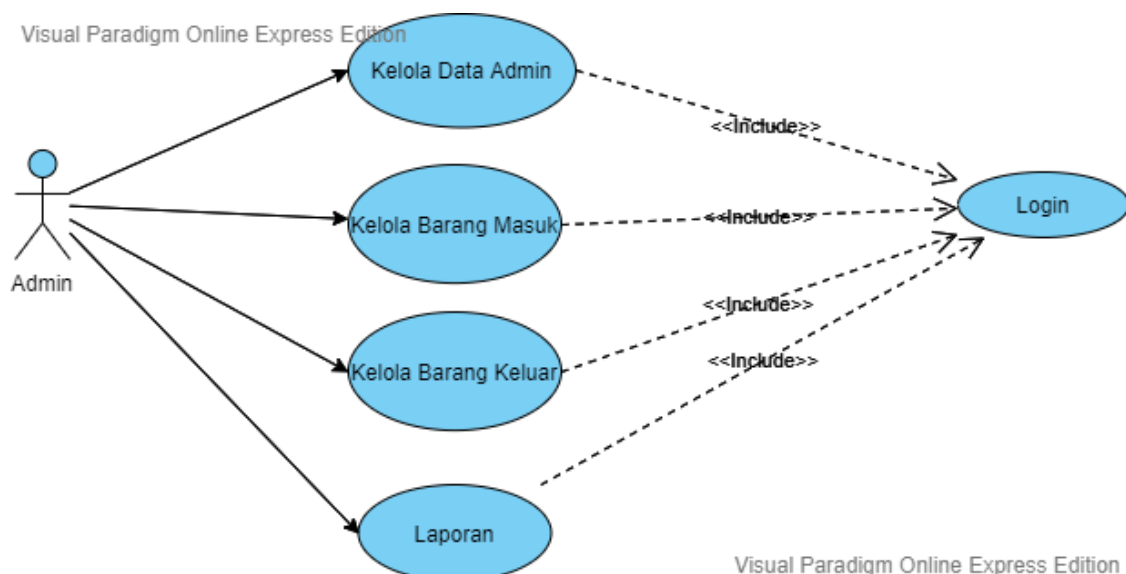 Visual Paradigm Online Express Edition
Kelola Data Admin
<<Include>>
Kelola Barang Masuk
<<Include>>
Login
Admin
<<Include>>
Kelola Barang Keluar
<<Include>>
Laporan
Visual Paradigm Online Express Edition